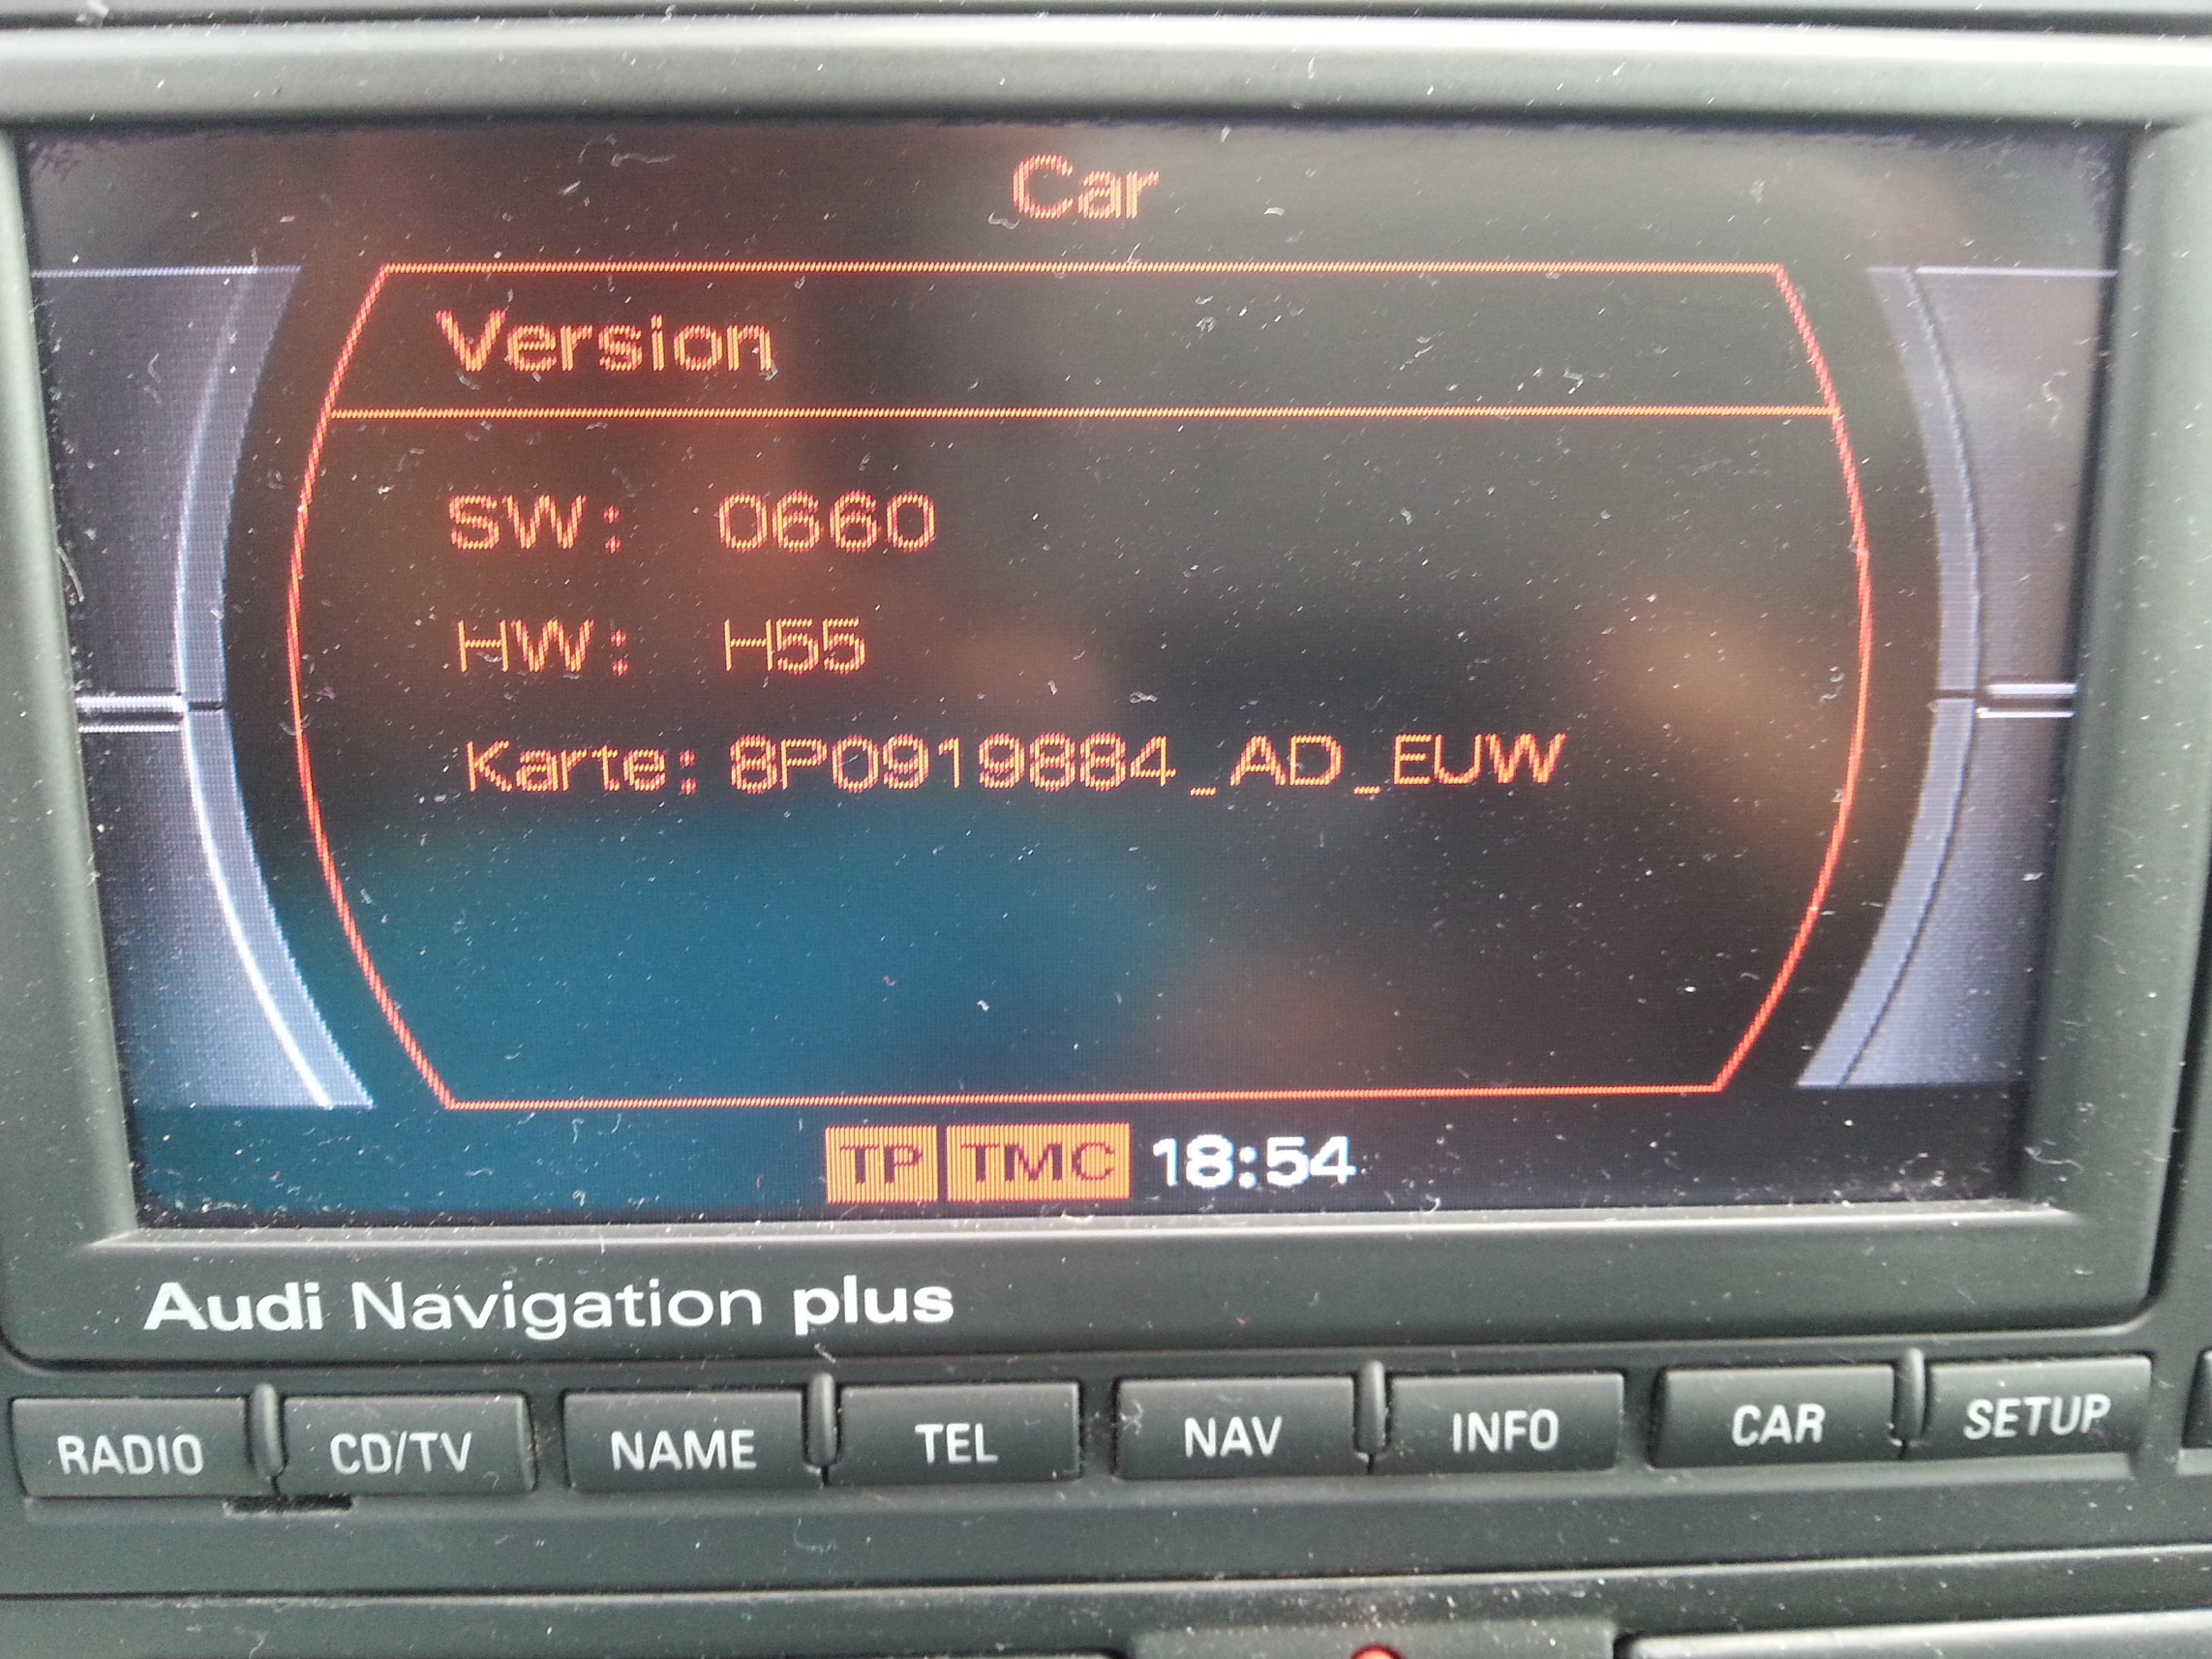 Car
Version
SW: 0660
HW: H55
Karte: 8P0919884_AD_EUW
TP TMC 18:54
Audi Navigation plus
RADIO CD/TV NAME TEL NAV INFO CAR SETUP